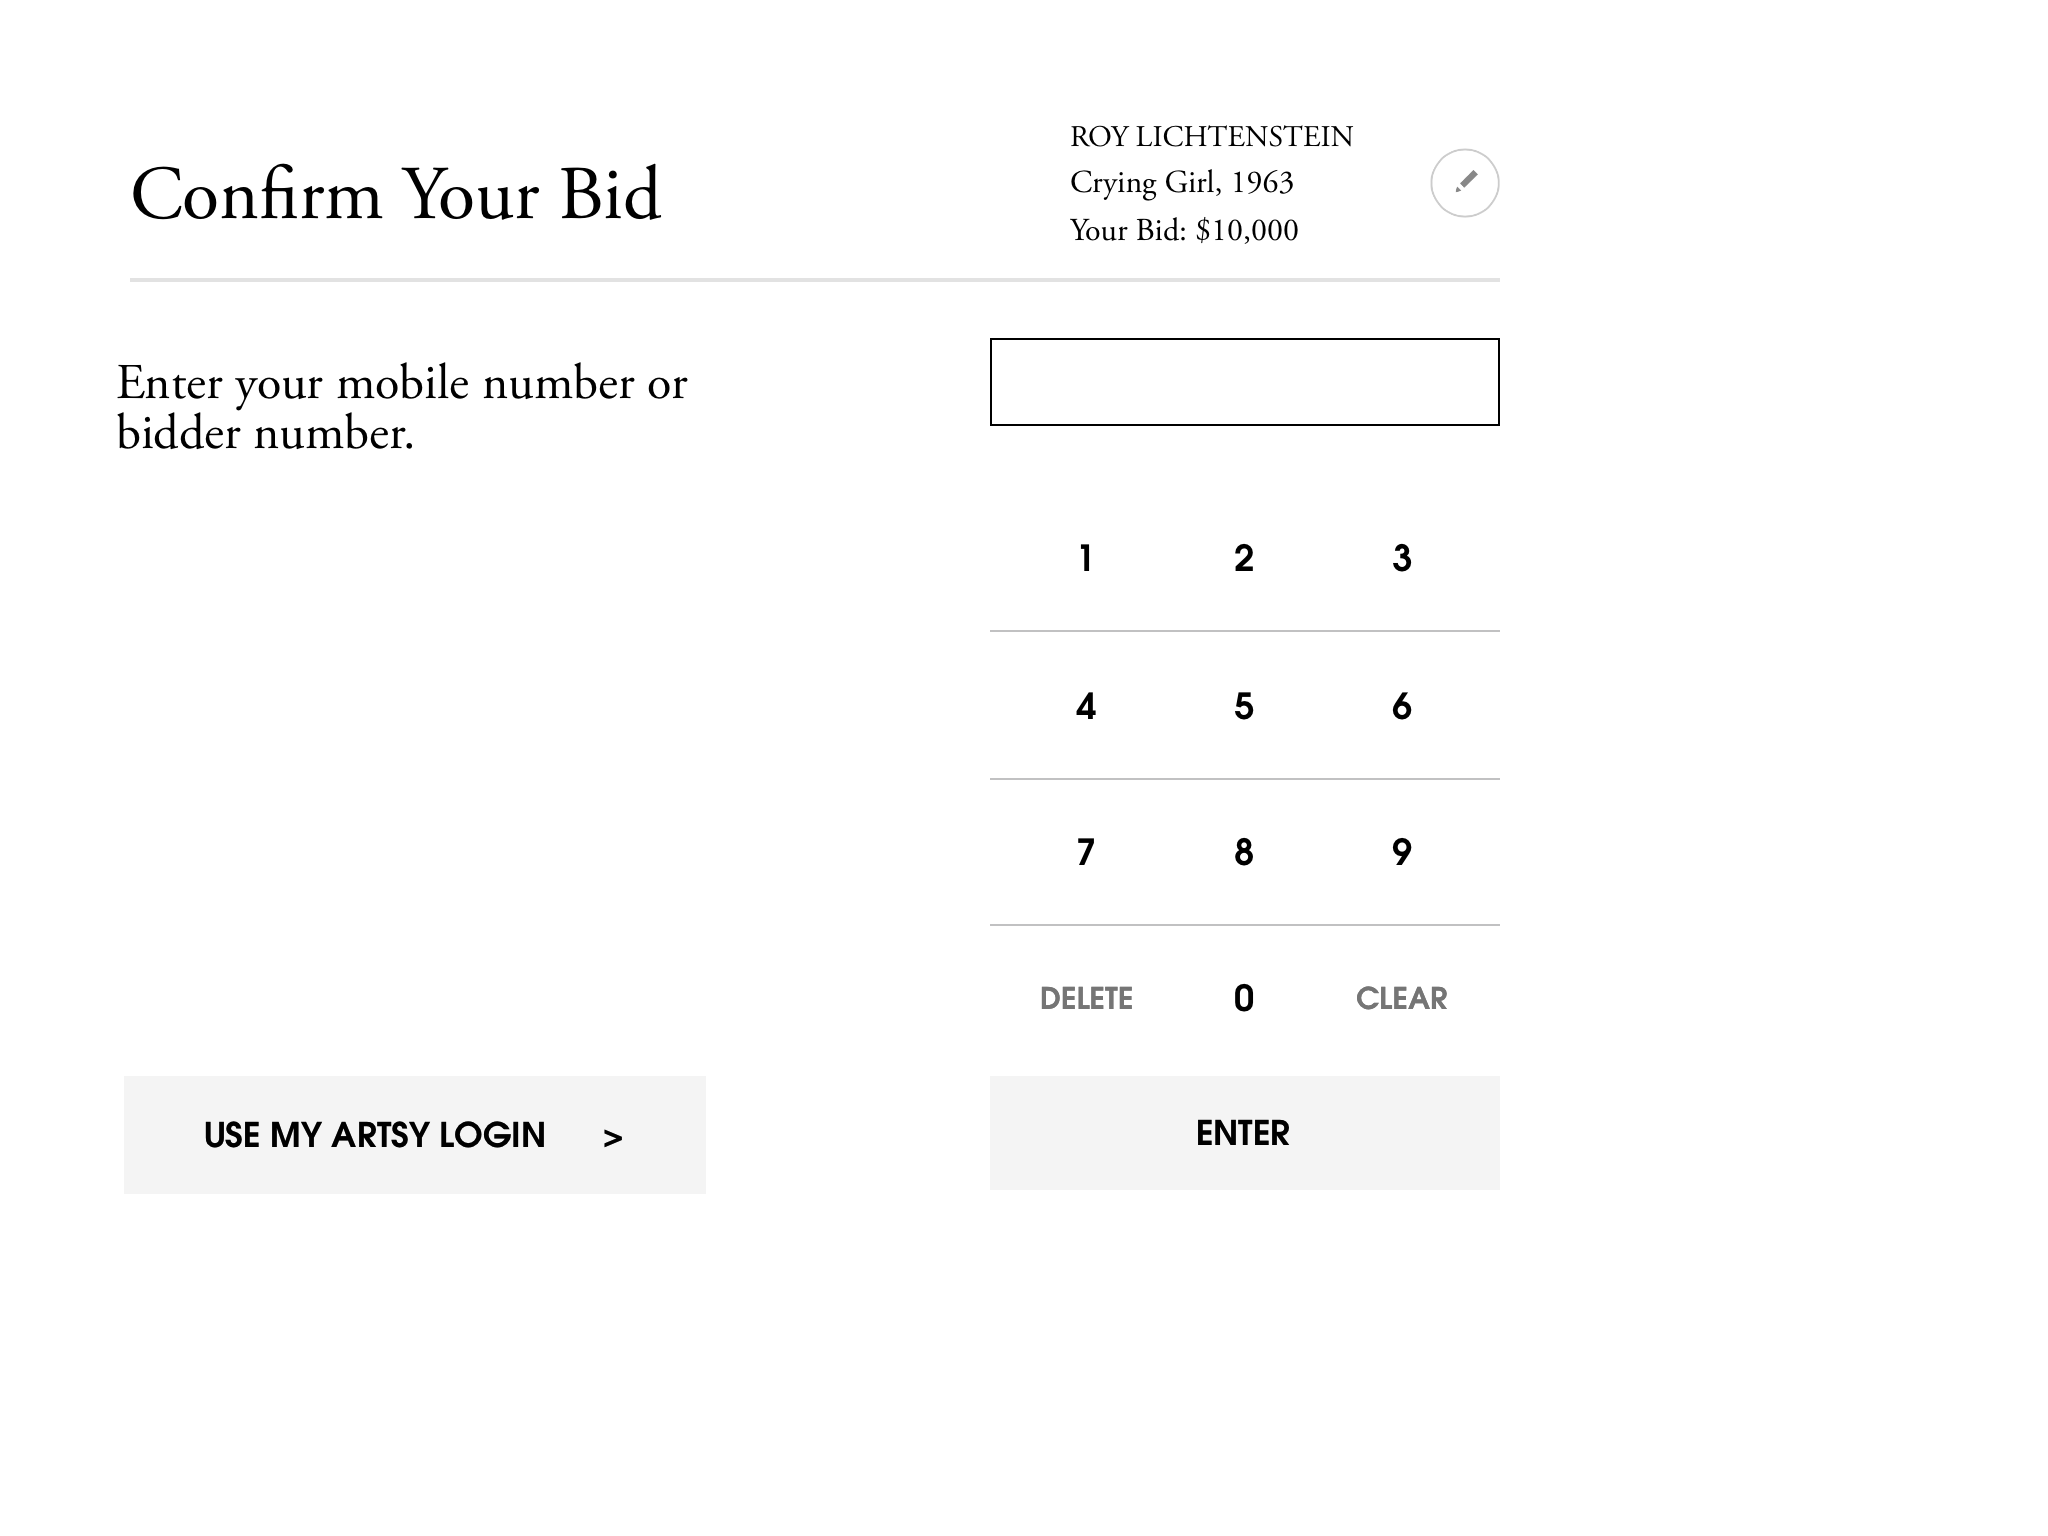 Confirm Your Bid
ROY LICHTENSTEIN
Crying Girl, 1963
Your Bid: $10,000
Enter your mobile number or
bidder number.
1 2 3
4 5 6
7 8 9
DELETE 0 CLEAR
USE MY ARTSY LOGIN >
ENTER